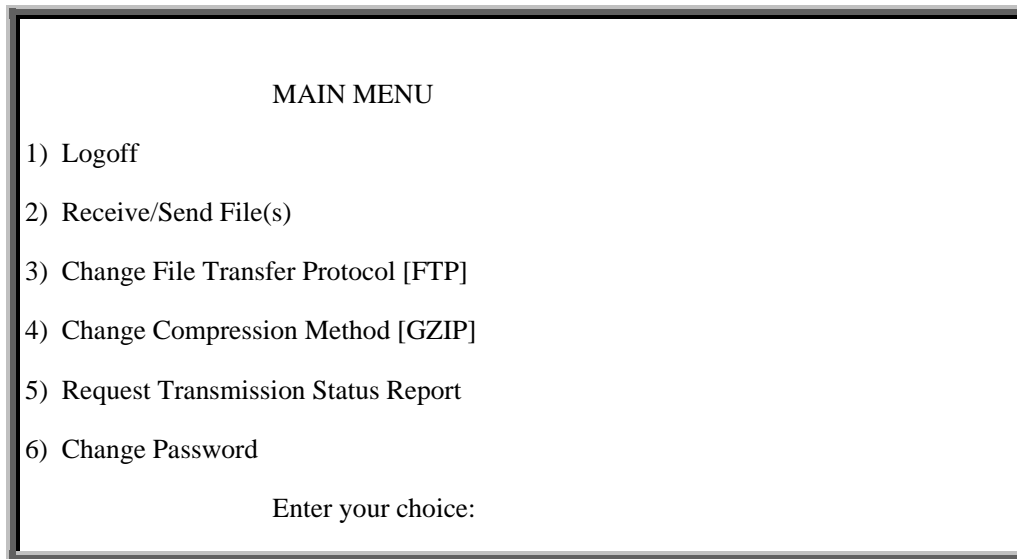 MAIN MENU
1) Logoff
2) Receive/Send File(s)
3) Change File Transfer Protocol [FTP]
4) Change Compression Method [GZIP]
5) Request Transmission Status Report
6) Change Password
Enter your choice: